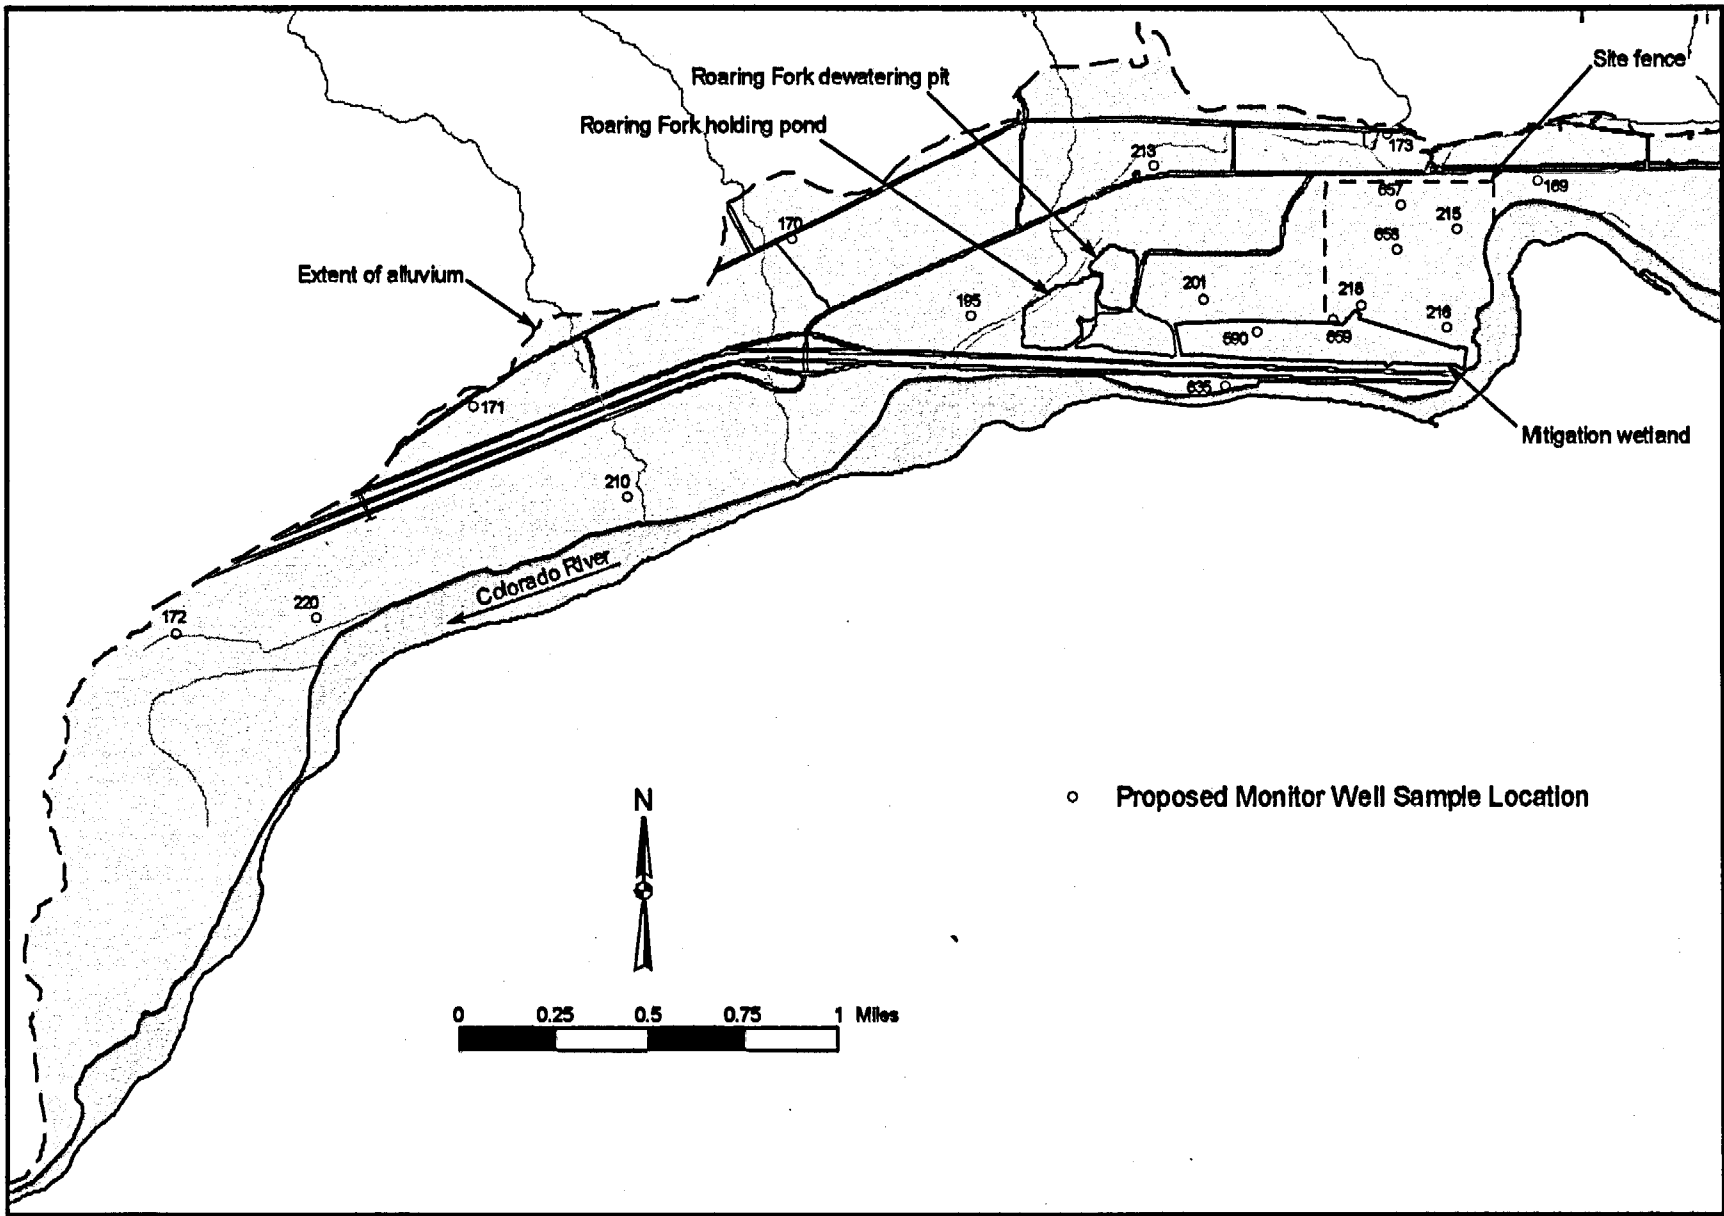 Site fence
Roaring Fork dewatering pit
Roaring Fork holding pond
173
213
169
657
215
170
658
Extent of alluvium
201
218
195
216
690
659
635
171
Mitigation wetland
210
Colorado River
220
172
Proposed Monitor Well Sample Location
N
0 0.25 0.5 0.75 1 Miles